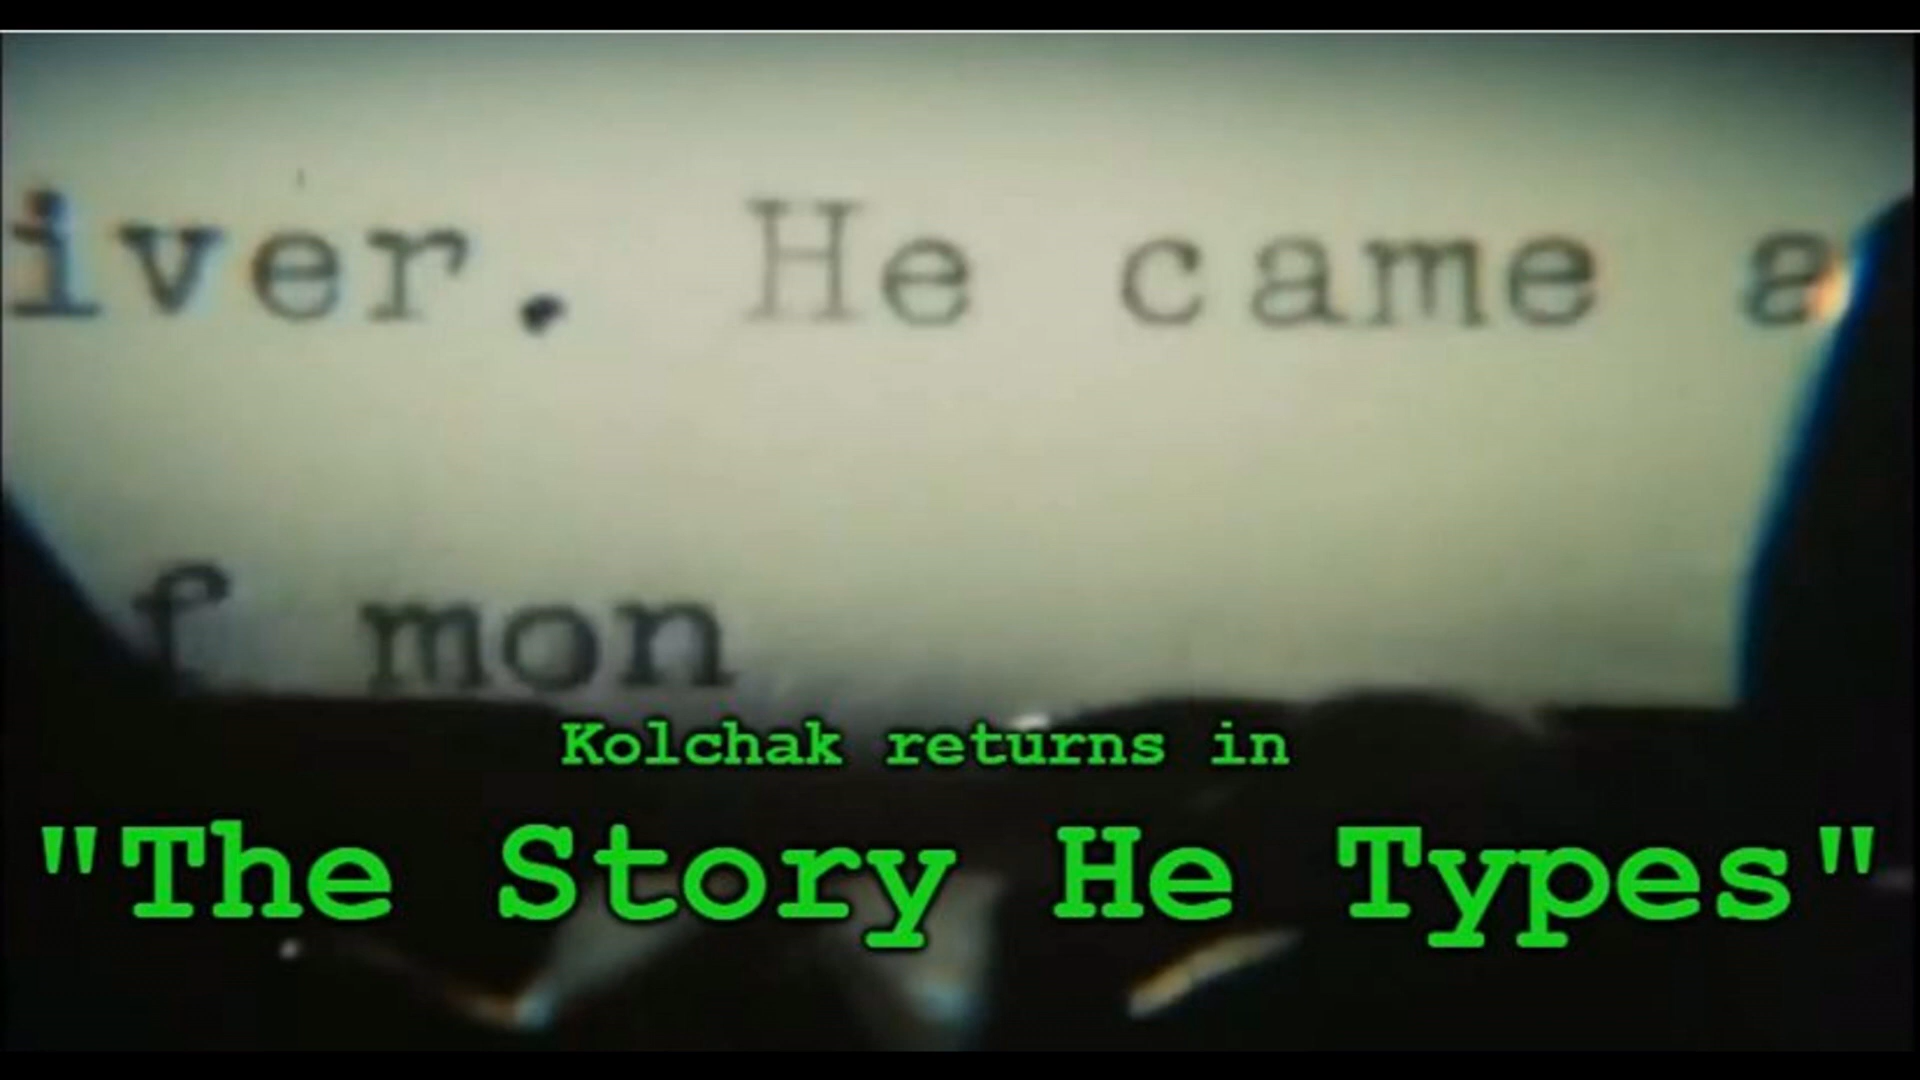 iver. He came a
f mon
Kolchak returns in
"The Story He Types"